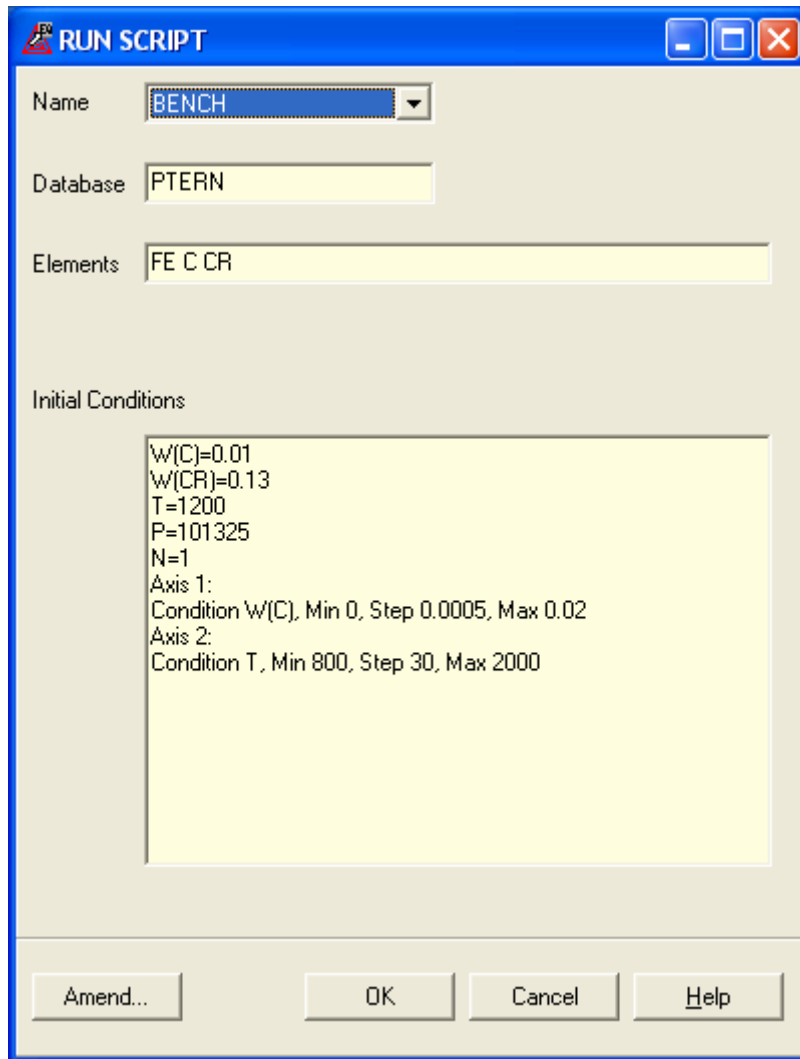 RUN SCRIPT
Name BENCH
Database PTERN
Elements FE C CR
Initial Conditions
W(C)=0.01
W(CR)=0.13
T=1200
P=101325
N=1
Axis 1:
Condition W(C), Min 0, Step 0.0005, Max 0.02
Axis 2:
Condition T, Min 800, Step 30, Max 2000
Amend... OK Cancel Help